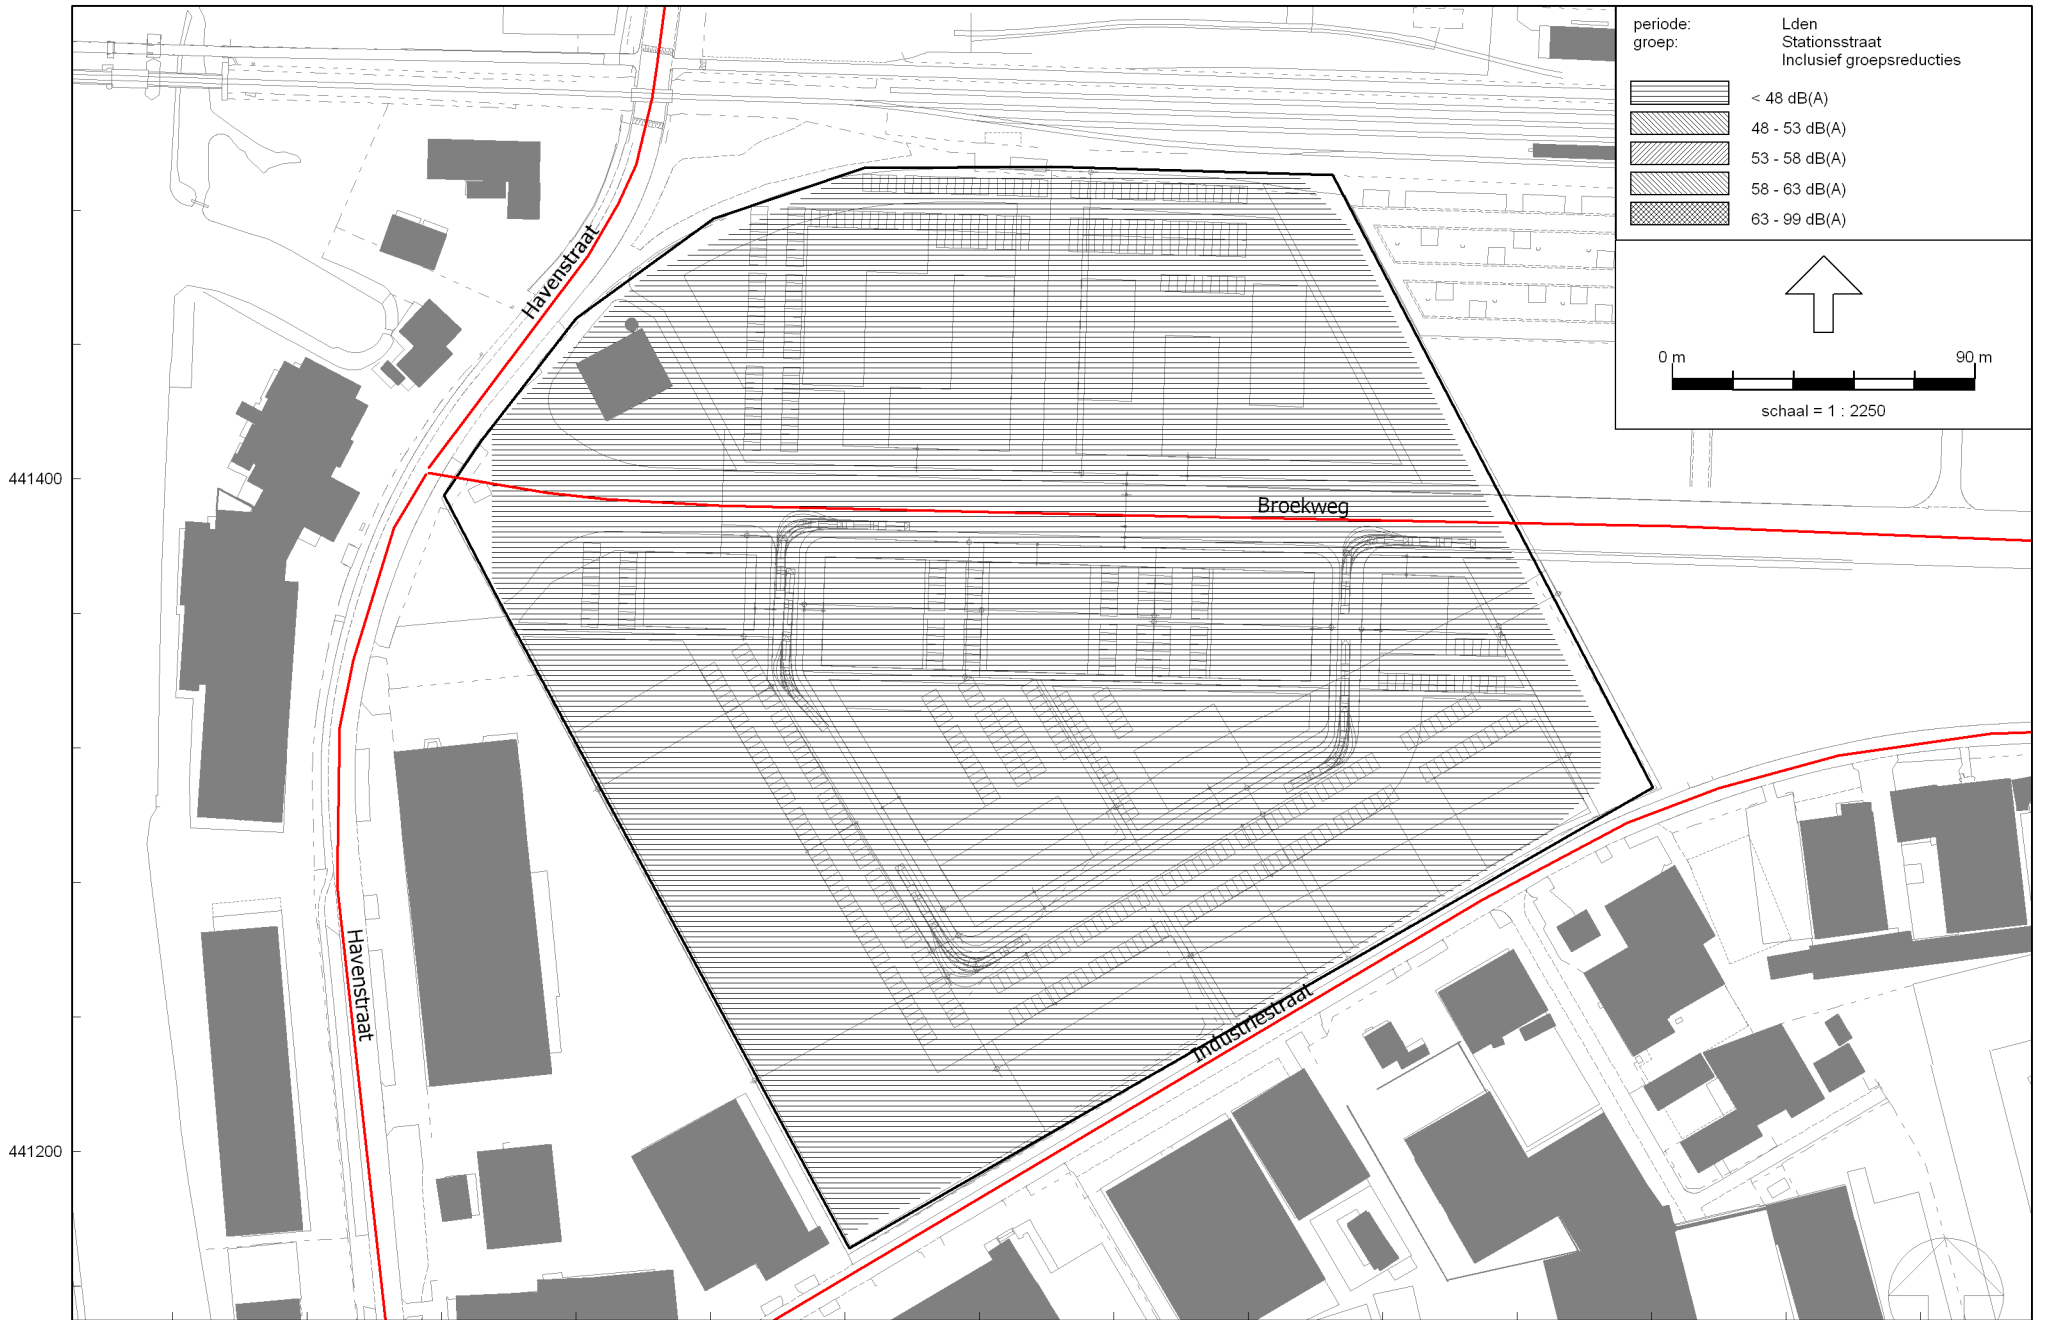 periode: Lden
groep: Stationsstraat
Inclusief groepsreducties
< 48 dB(A)
48 - 53 dB(A)
53 - 58 dB(A)
58 - 63 dB(A)
63 - 99 dB(A)
0 m 90 m
schaal = 1 : 2250
Havenstraat
441400
Broekweg
Havenstraat
Industriestraat
441200